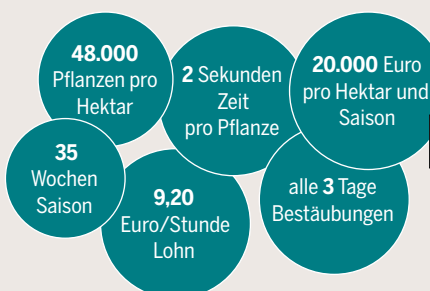 48.000
Pflanzen pro
Hektar
2 Sekunden
Zeit
pro Pflanze
20.000 Euro
pro Hektar und
Saison
35
Wochen
Saison
9,20
Euro/Stunde
Lohn
alle 3 Tage
Bestäubungen